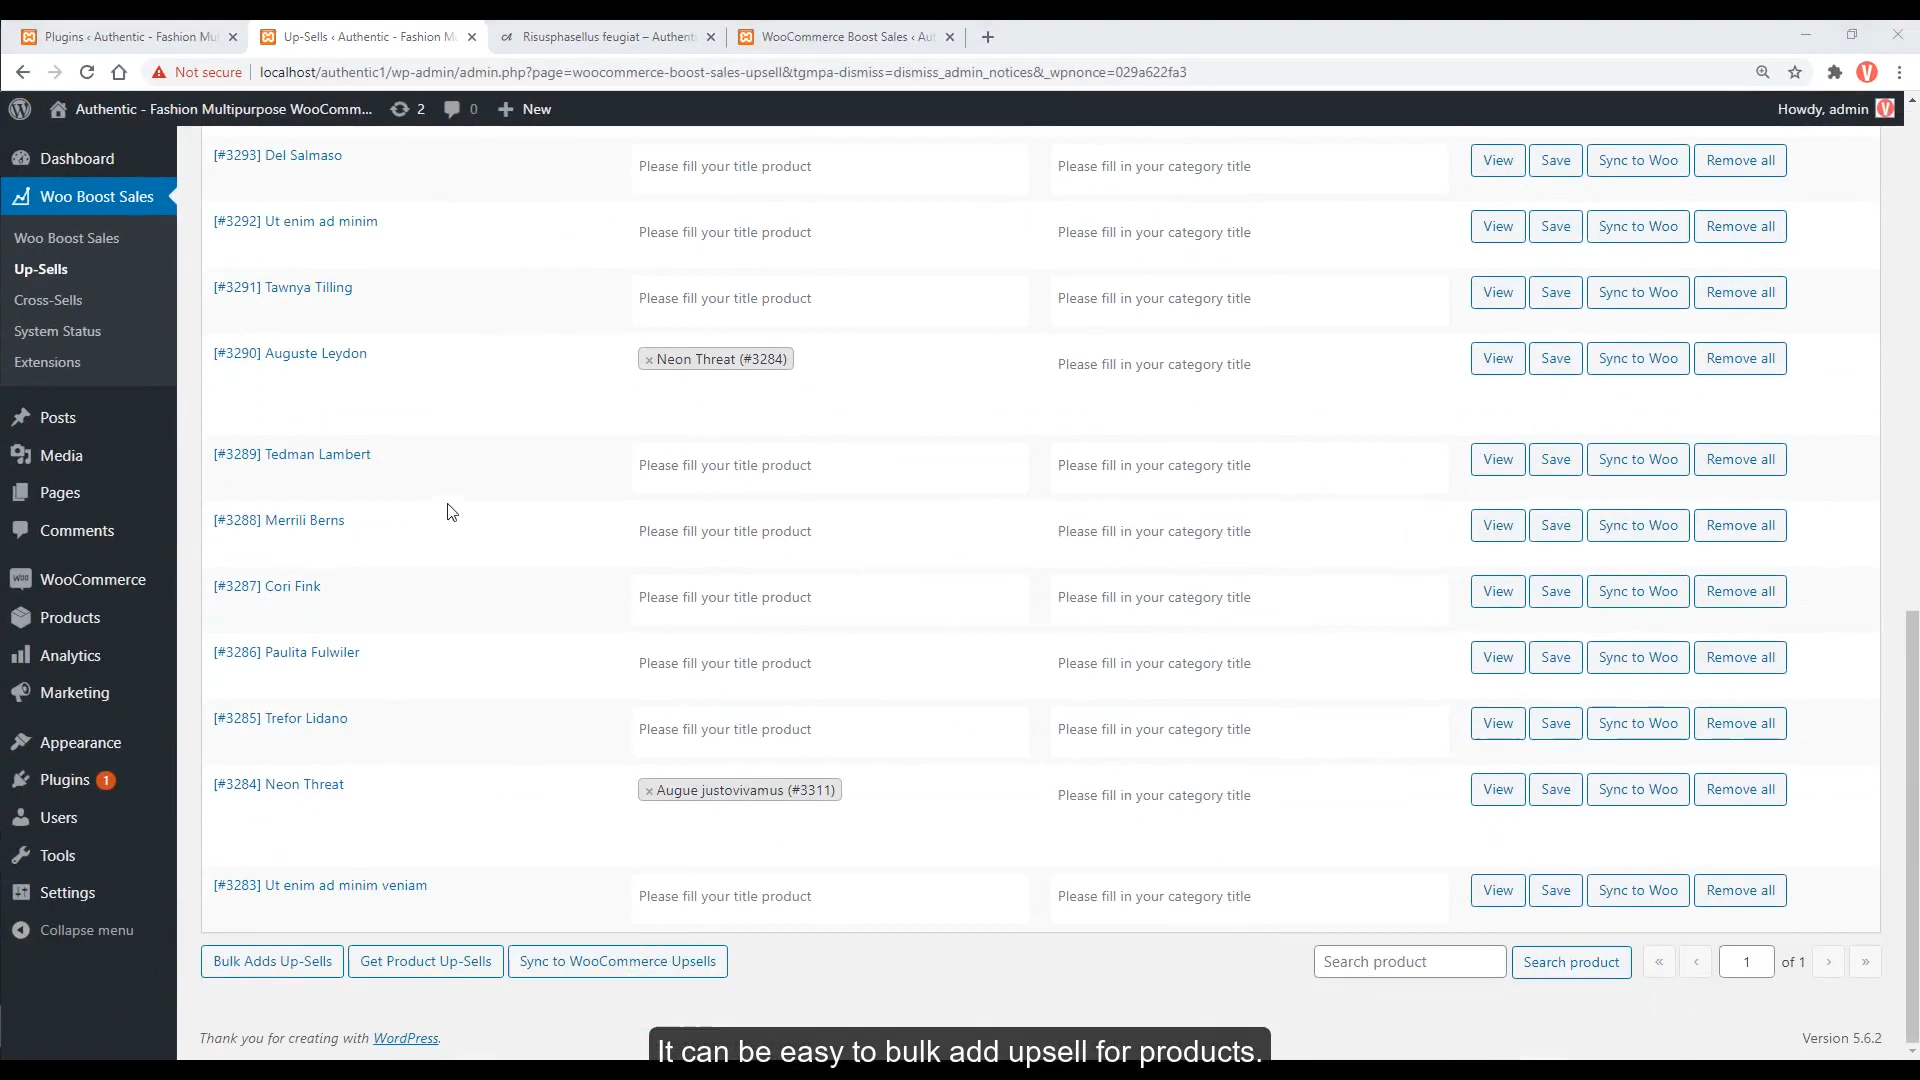 Plugins ‹ Authentic - Fashion Mu
Up-Sells ‹ Authentic - Fashion M
Risusphasellus feugiat – Authent
WooCommerce Boost Sales ‹ Aut
Not secure
localhost/authentic1/wp-admin/admin.php?page=woocommerce-boost-sales-upsell&tgmpa-dismiss=dismiss_admin_notices&_wpnonce=029a622fa3
V
Authentic - Fashion Multipurpose WooComm... 2 0 New Howdy, admin V
Dashboard
Woo Boost Sales
Woo Boost Sales
Up-Sells
Cross-Sells
System Status
Extensions
Posts
Media
Pages
Comments
WooCommerce
Products
Analytics
Marketing
Appearance
Plugins 1
Users
Tools
Settings
Collapse menu
[#3293] Del Salmaso Please fill your title product Please fill in your category title View Save Sync to Woo Remove all
[#3292] Ut enim ad minim Please fill your title product Please fill in your category title View Save Sync to Woo Remove all
[#3291] Tawnya Tilling Please fill your title product Please fill in your category title View Save Sync to Woo Remove all
[#3290] Auguste Leydon × Neon Threat (#3284) Please fill in your category title View Save Sync to Woo Remove all
[#3289] Tedman Lambert Please fill your title product Please fill in your category title View Save Sync to Woo Remove all
[#3288] Merrili Berns Please fill your title product Please fill in your category title View Save Sync to Woo Remove all
[#3287] Cori Fink Please fill your title product Please fill in your category title View Save Sync to Woo Remove all
[#3286] Paulita Fulwiler Please fill your title product Please fill in your category title View Save Sync to Woo Remove all
[#3285] Trefor Lidano Please fill your title product Please fill in your category title View Save Sync to Woo Remove all
[#3284] Neon Threat × Augue justovivamus (#3311) Please fill in your category title View Save Sync to Woo Remove all
[#3283] Ut enim ad minim veniam Please fill your title product Please fill in your category title View Save Sync to Woo Remove all
Bulk Adds Up-Sells Get Product Up-Sells Sync to WooCommerce Upsells Search product Search product « ‹ 1 of 1 › »
Thank you for creating with WordPress. Version 5.6.2
It can be easy to bulk add upsell for products.